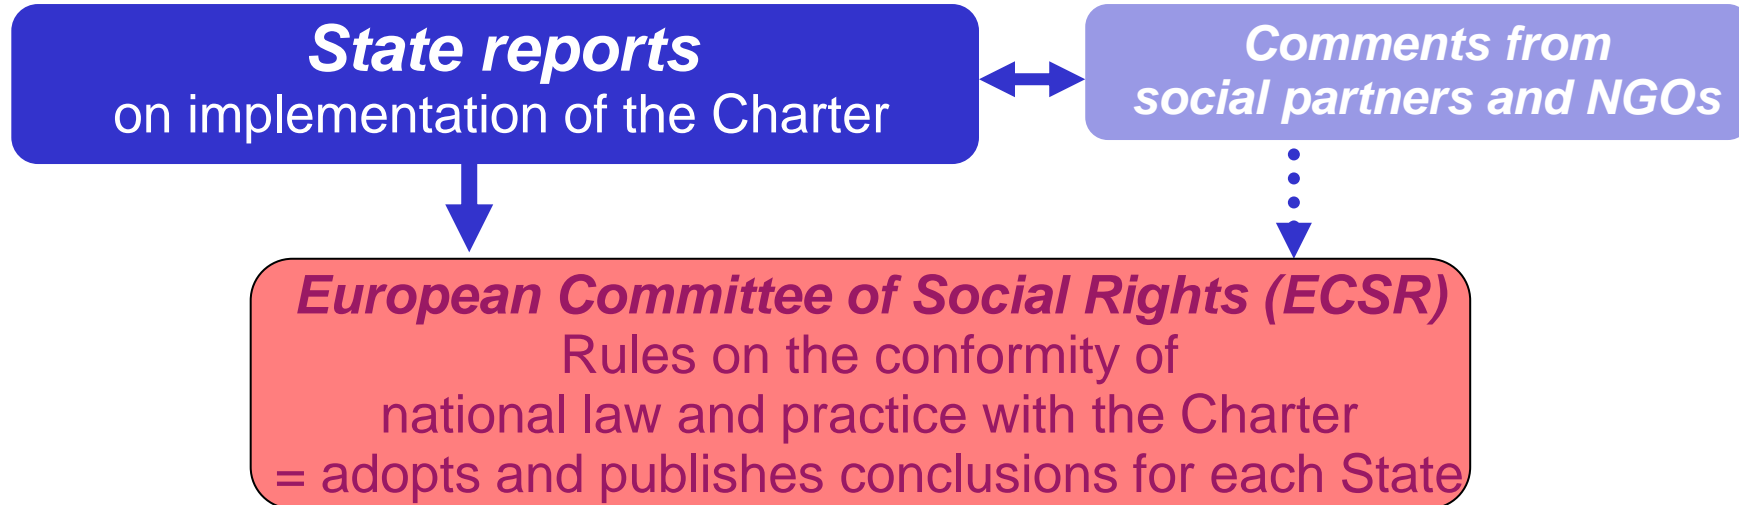 State reports
on implementation of the Charter
Comments from
social partners and NGOs
European Committee of Social Rights (ECSR)
Rules on the conformity of
national law and practice with the Charter
= adopts and publishes conclusions for each State